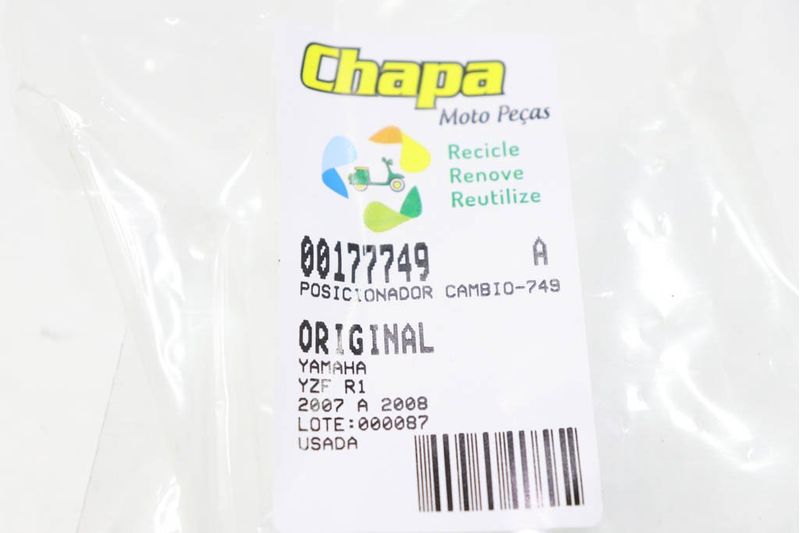 Chapa
Moto Peças
Recicle
Renove
Reutilize
00177749 A
POSICIONADOR CAMBIO-749
ORIGINAL
YAMAHA
YZF R1
2007 A 2008
LOTE:000087
USADA